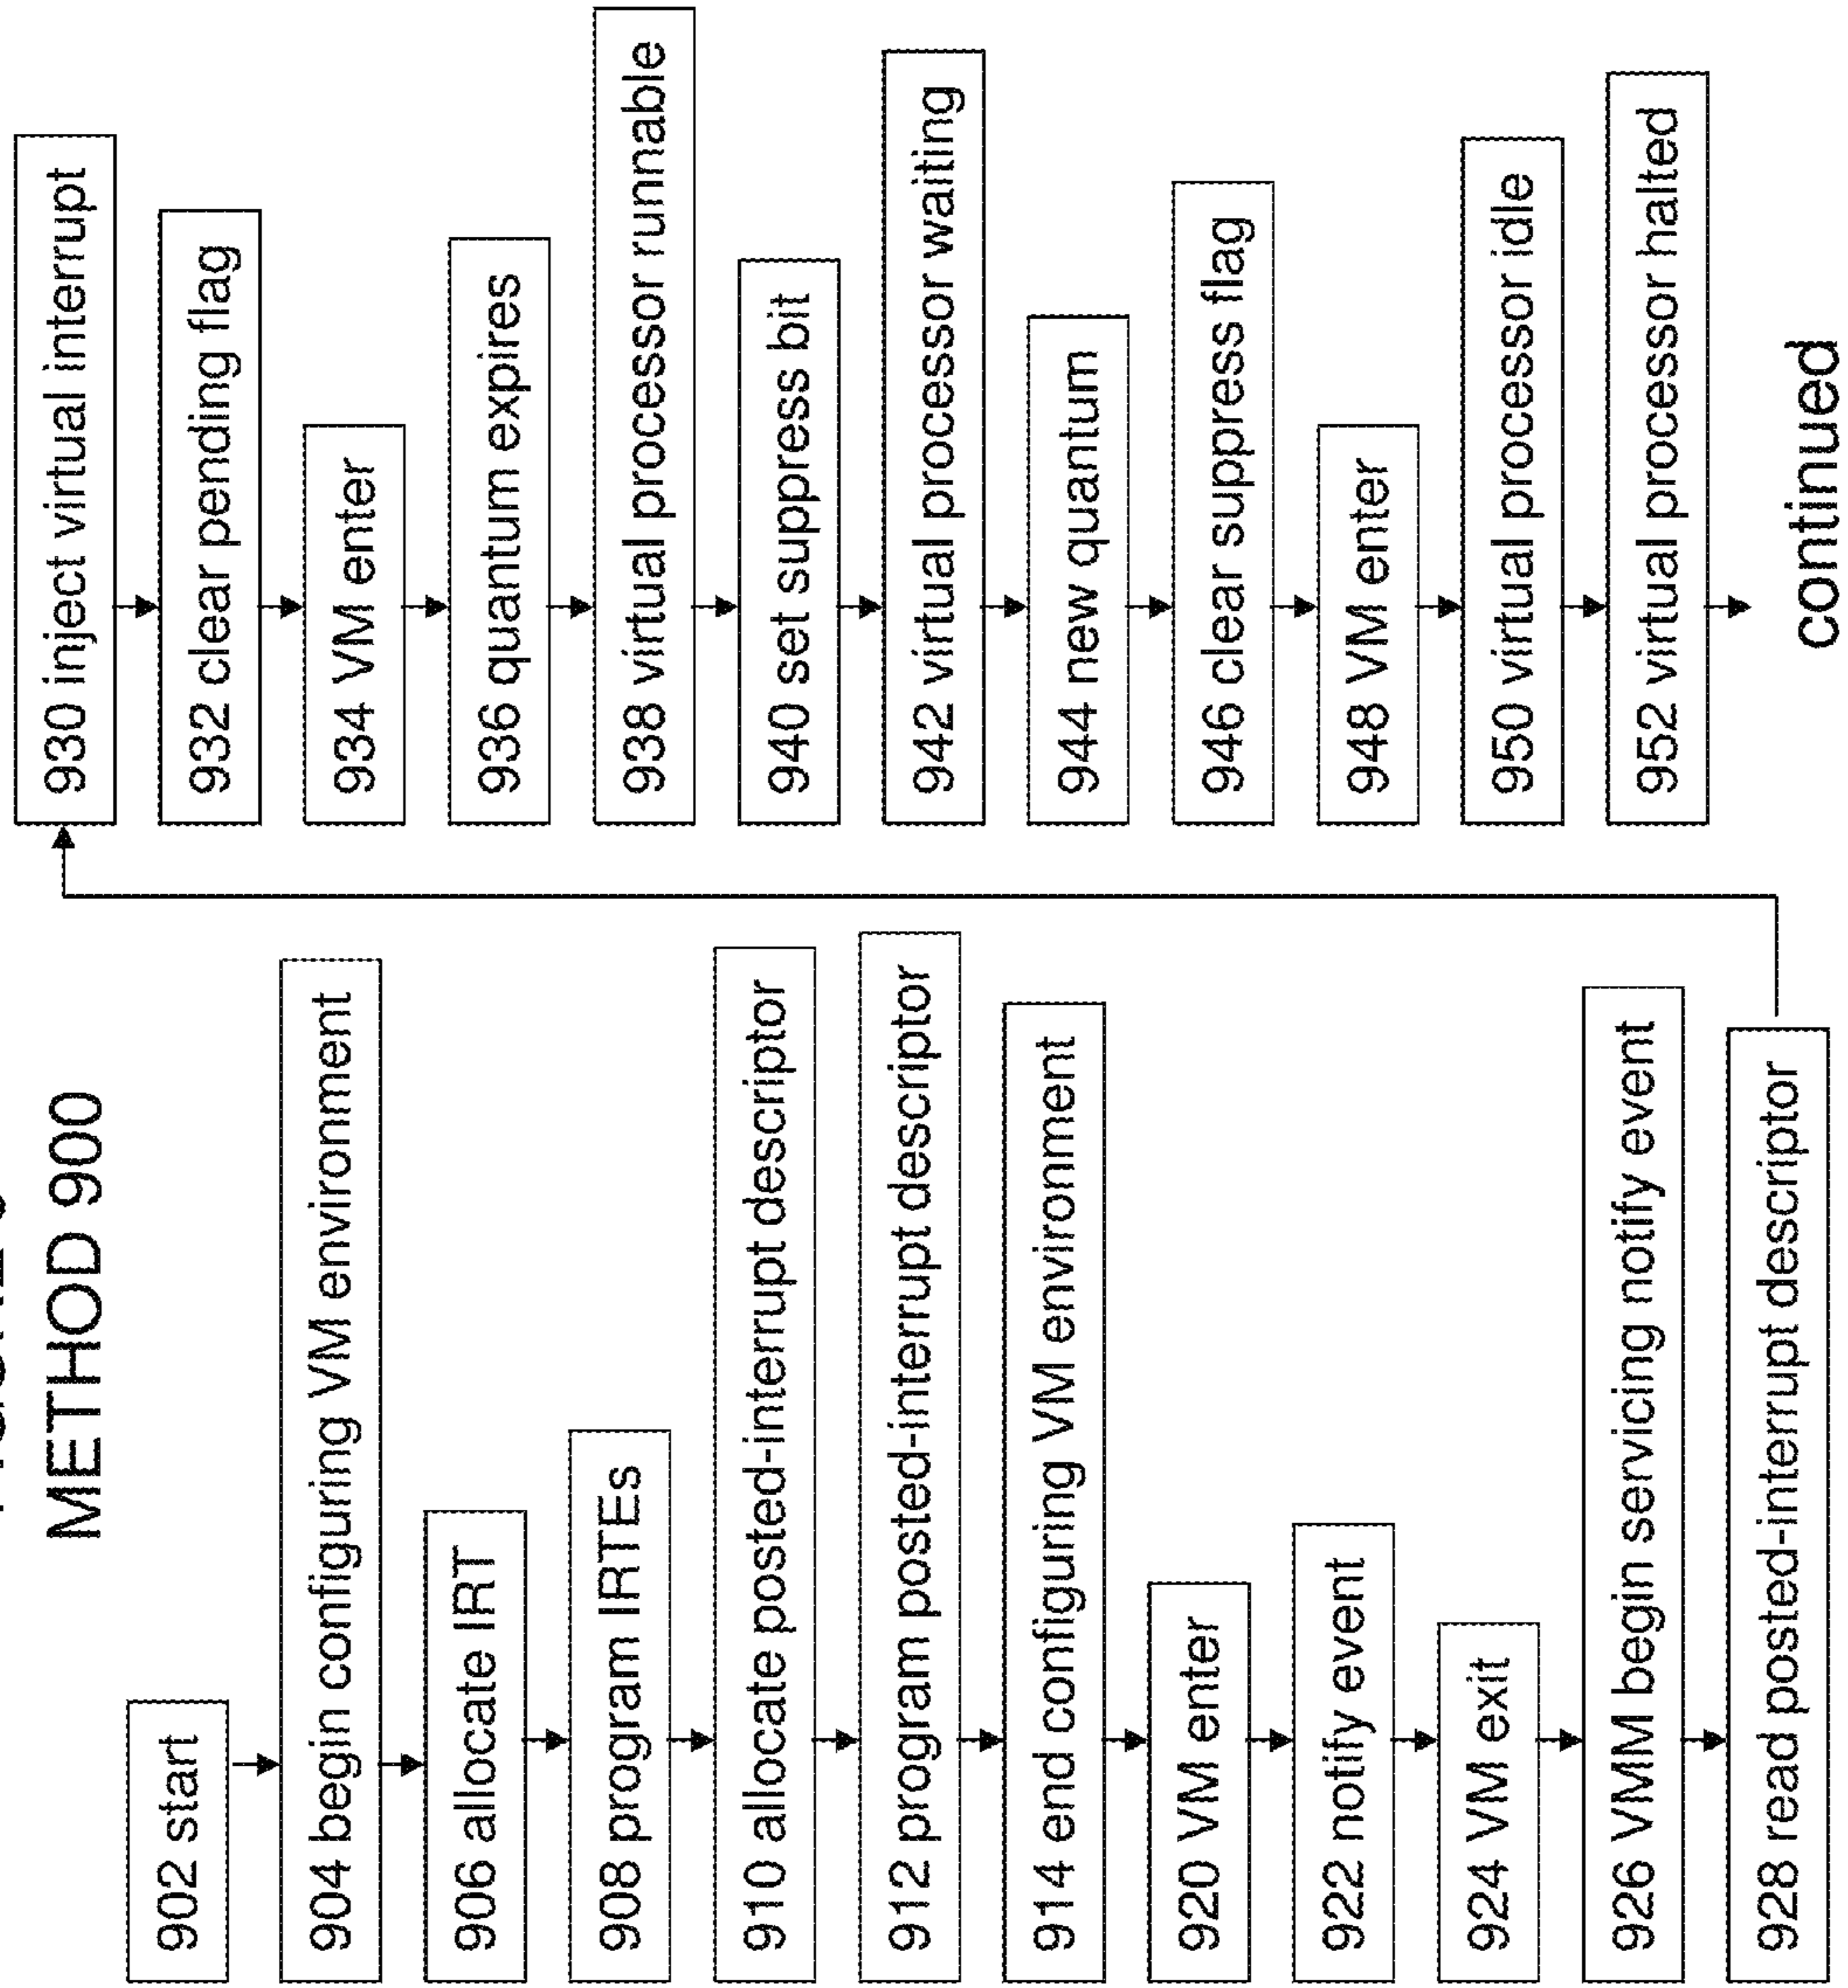 METHOD 900
902 start
904 begin configuring VM environment
906 allocate IRT
908 program IRTEs
910 allocate posted-interrupt descriptor
912 program posted-interrupt descriptor
914 end configuring VM environment
920 VM enter
922 notify event
924 VM exit
926 VMM begin servicing notify event
928 read posted-interrupt descriptor
930 inject virtual interrupt
932 clear pending flag
934 VM enter
936 quantum expires
938 virtual processor runnable
940 set suppress bit
942 virtual processor waiting
944 new quantum
946 clear suppress flag
948 VM enter
950 virtual processor idle
952 virtual processor halted
continued